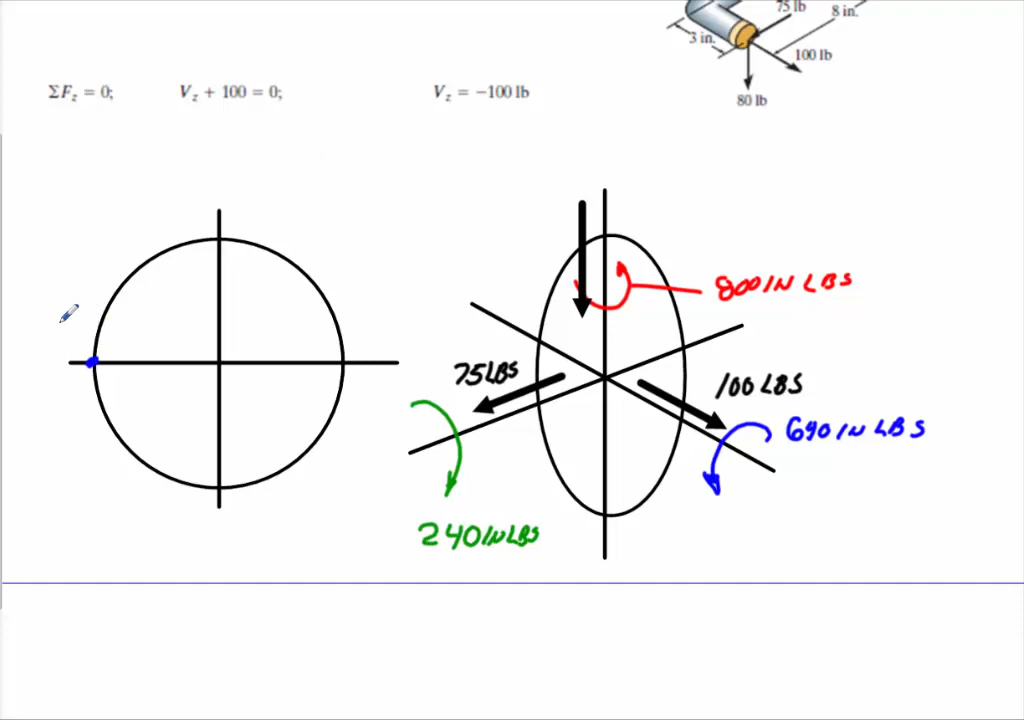 75 lb
8 in.
3 in.
100 lb
80 lb
ΣF_z = 0; V_z + 100 = 0; V_z = −100 lb
800 IN LBS
75 LBS
100 LBS
690 IN LBS
240 IN LBS